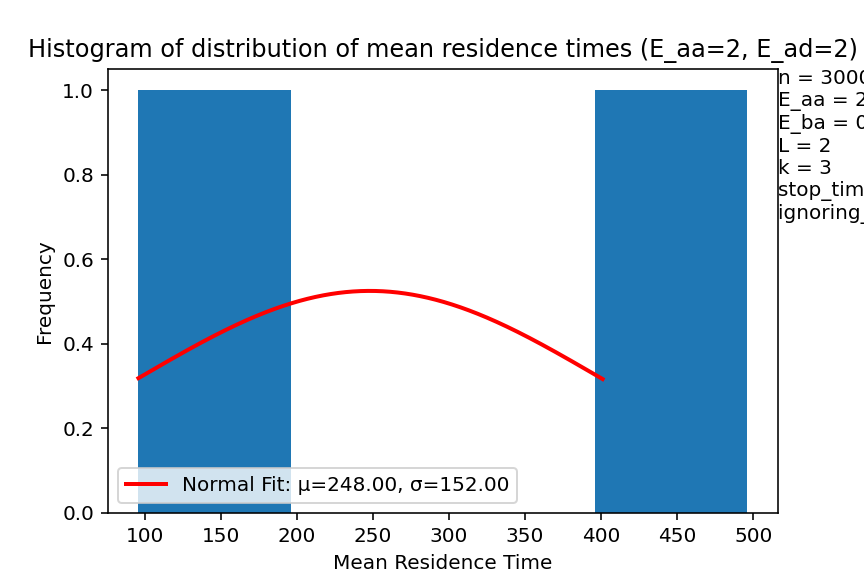 Histogram of distribution of mean residence times (E_aa=2, E_ad=2)
n = 3000
E_aa = 2
E_ba = 0
L = 2
k = 3
stop_tim
ignoring_
Frequency
1.0
0.8
0.6
0.4
0.2
0.0
Normal Fit: μ=248.00, σ=152.00
100 150 200 250 300 350 400 450 500
Mean Residence Time